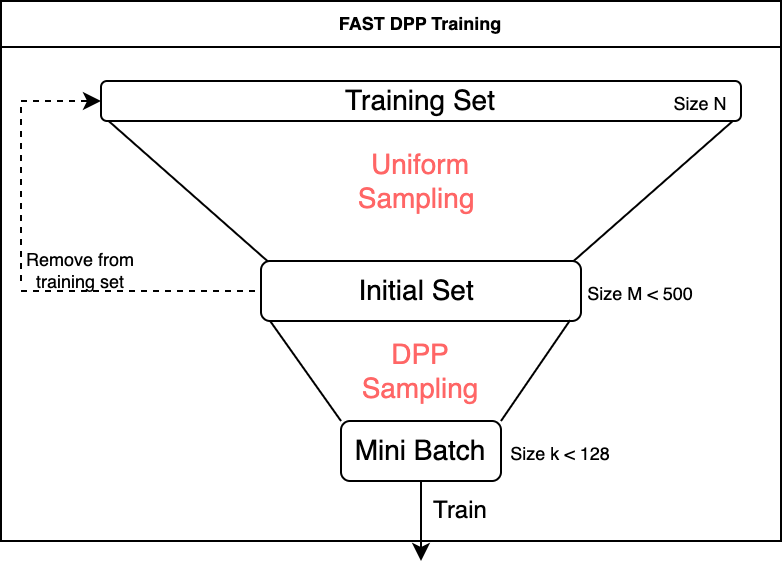 FAST DPP Training
Training Set
Size N
Uniform
Sampling
Remove from
training set
Initial Set
Size M < 500
DPP
Sampling
Mini Batch
Size k < 128
Train